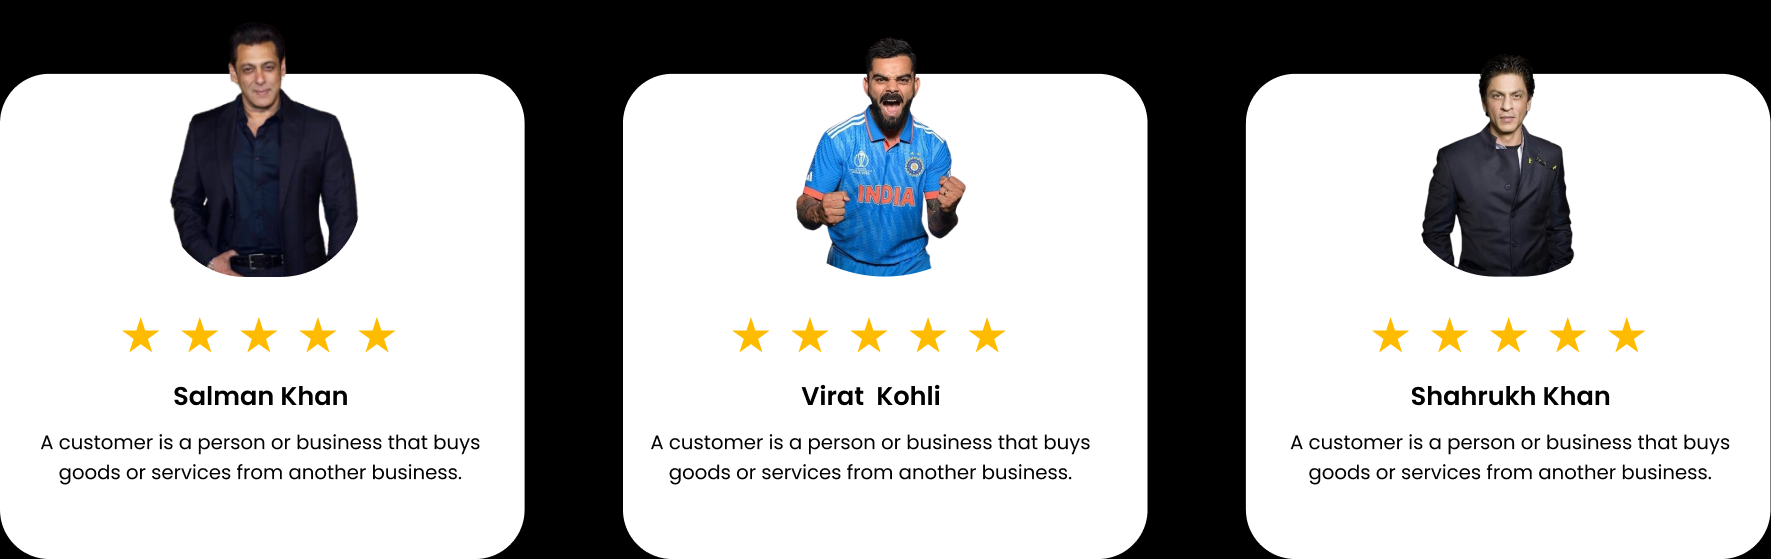 INDIA
Salman Khan
A customer is a person or business that buys
goods or services from another business.
Virat Kohli
A customer is a person or business that buys
goods or services from another business.
Shahrukh Khan
A customer is a person or business that buys
goods or services from another business.